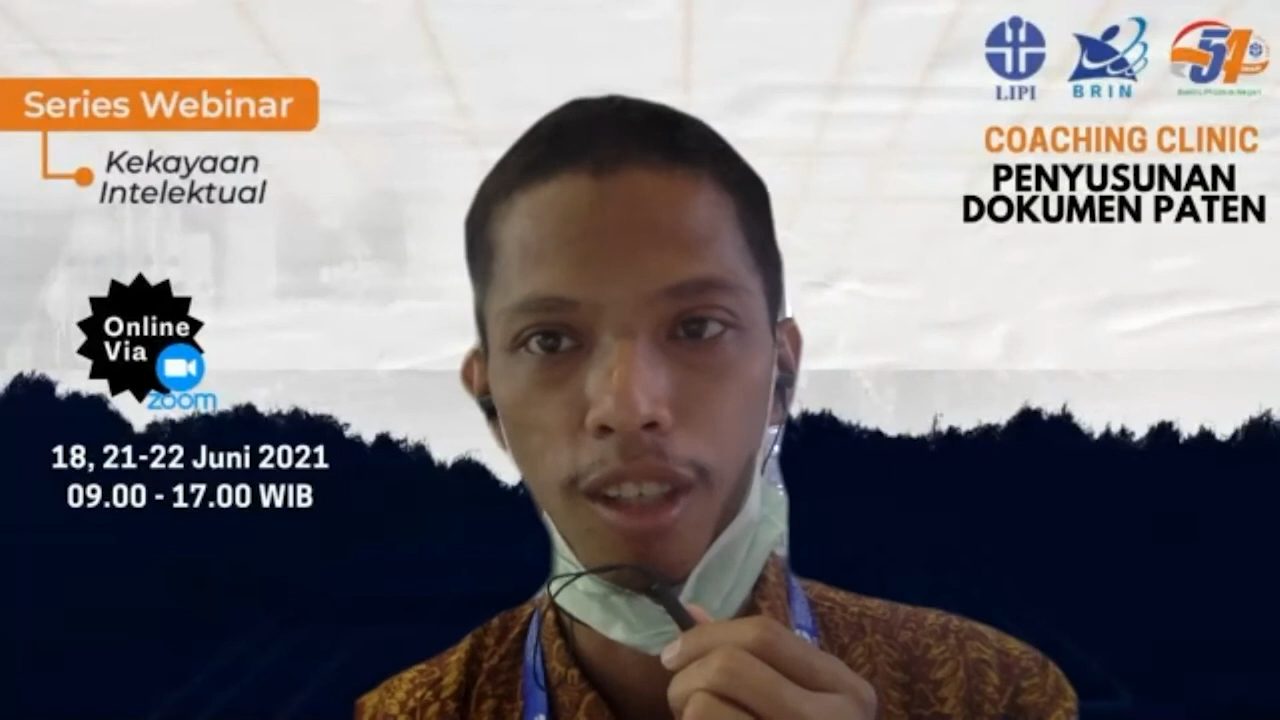 Series Webinar
Kekayaan
Intelektual
Online
Via
zoom
18, 21-22 Juni 2021
09.00 - 17.00 WIB
LIPI
BRIN
54
COACHING CLINIC
PENYUSUNAN
DOKUMEN PATEN